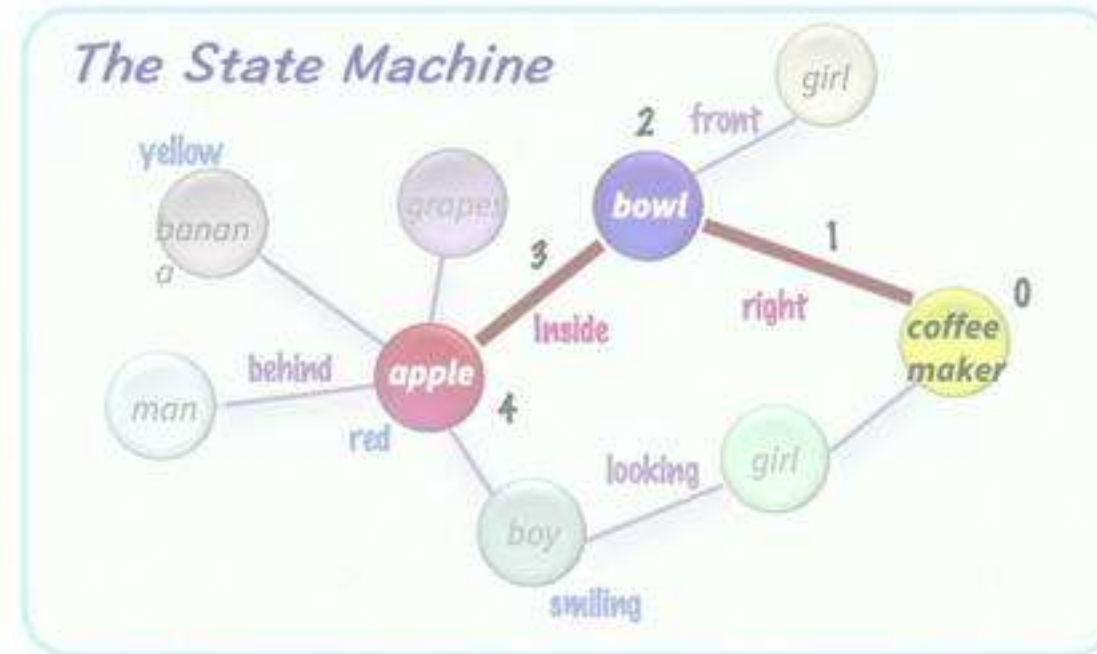 The State Machine
girl
2
front
yellow
grapes
bowl
banan
a
3
1
right
0
Inside
coffee
maker
behind
apple
man
4
red
looking
girl
boy
smiling